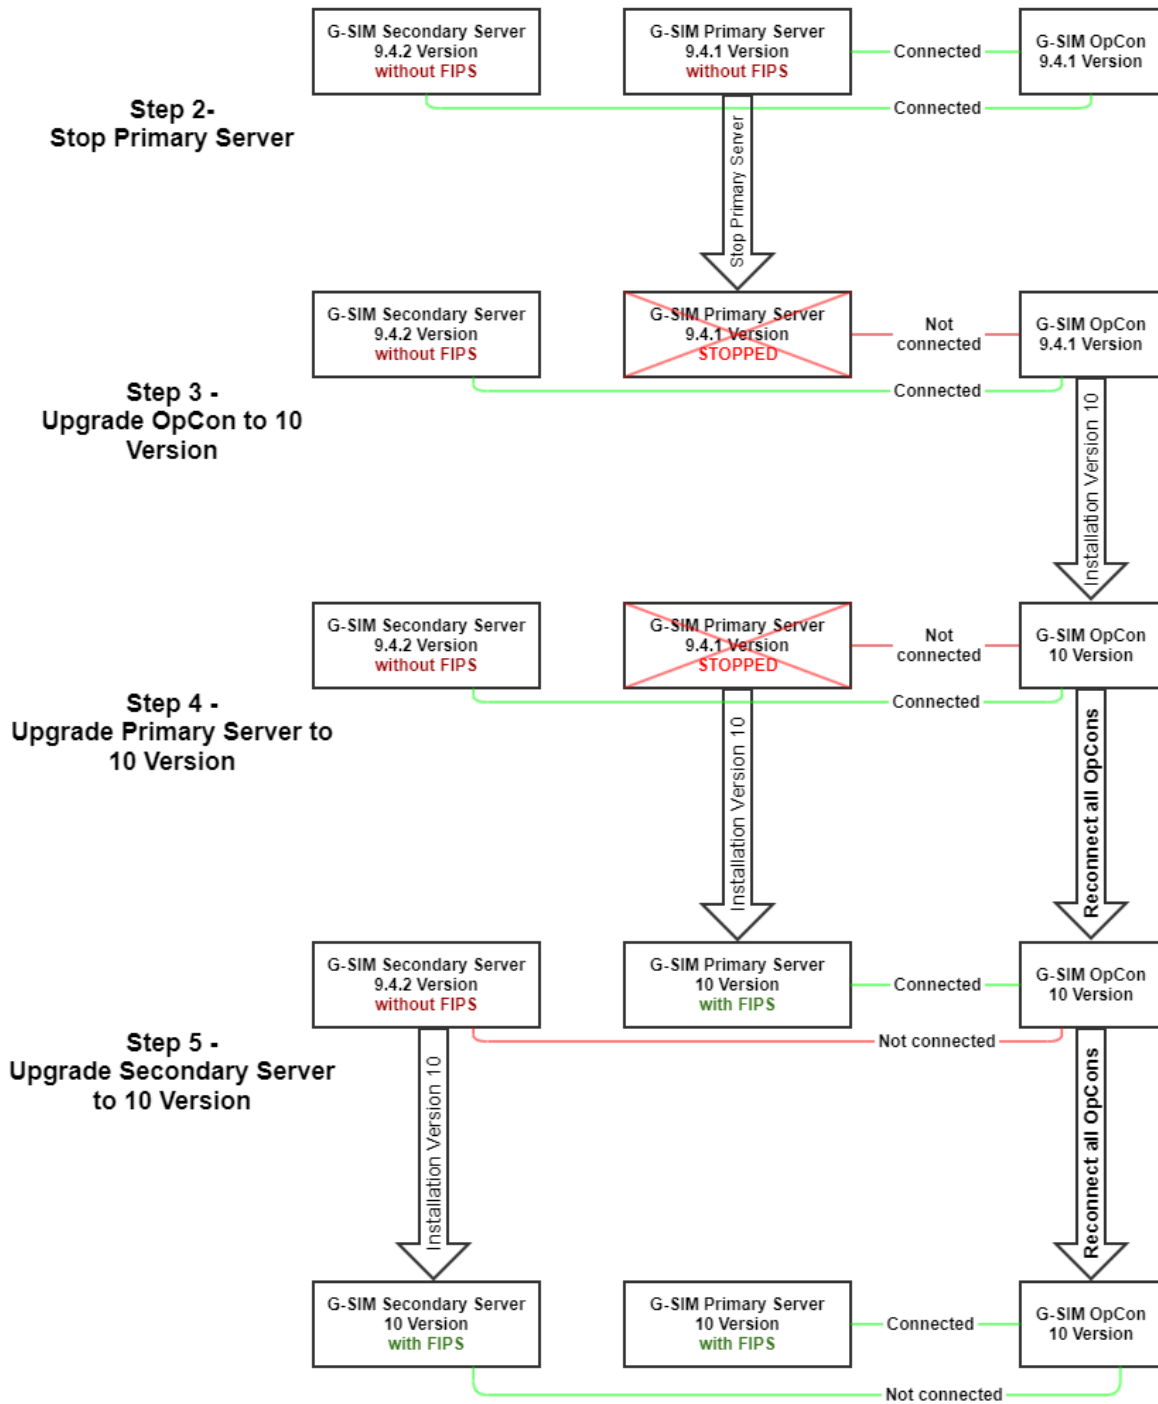 G-SIM Secondary Server
9.4.2 Version
without FIPS
G-SIM Primary Server
9.4.1 Version
without FIPS
Connected
G-SIM OpCon
9.4.1 Version
Connected
Step 2-
Stop Primary Server
Stop Primary Server
G-SIM Secondary Server
9.4.2 Version
without FIPS
G-SIM Primary Server
9.4.1 Version
STOPPED
Not
connected
G-SIM OpCon
9.4.1 Version
Connected
Step 3 -
Upgrade OpCon to 10
Version
Installation Version 10
G-SIM Secondary Server
9.4.2 Version
without FIPS
G-SIM Primary Server
9.4.1 Version
STOPPED
Not
connected
G-SIM OpCon
10 Version
Connected
Step 4 -
Upgrade Primary Server to
10 Version
Installation Version 10
Reconnect all OpCons
G-SIM Secondary Server
9.4.2 Version
without FIPS
G-SIM Primary Server
10 Version
with FIPS
Connected
G-SIM OpCon
10 Version
Not connected
Step 5 -
Upgrade Secondary Server
to 10 Version
Installation Version 10
Reconnect all OpCons
G-SIM Secondary Server
10 Version
with FIPS
G-SIM Primary Server
10 Version
with FIPS
Connected
G-SIM OpCon
10 Version
Not connected